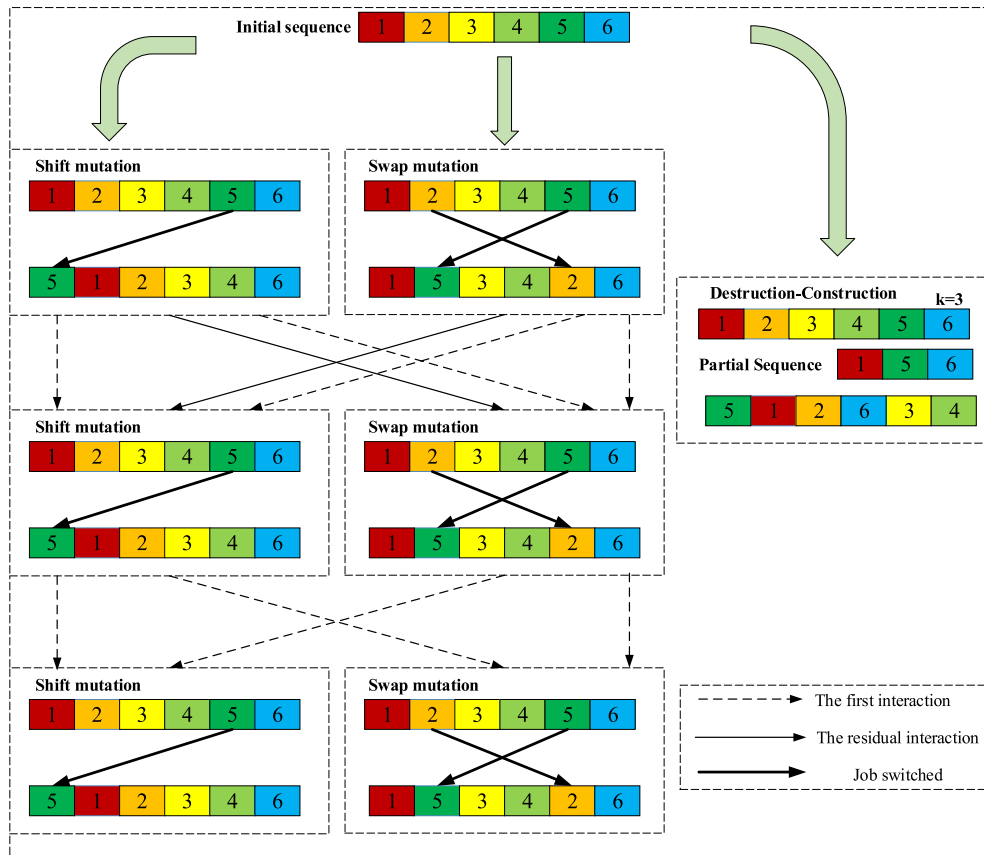 Initial sequence 1 2 3 4 5 6
Shift mutation
1 2 3 4 5 6
5 1 2 3 4 6
Swap mutation
1 2 3 4 5 6
1 5 3 4 2 6
Destruction-Construction
k=3
1 2 3 4 5 6
Partial Sequence 1 5 6
5 1 2 6 3 4
Shift mutation
1 2 3 4 5 6
5 1 2 3 4 6
Swap mutation
1 2 3 4 5 6
1 5 3 4 2 6
Shift mutation
1 2 3 4 5 6
5 1 2 3 4 6
Swap mutation
1 2 3 4 5 6
1 5 3 4 2 6
The first interaction
The residual interaction
Job switched